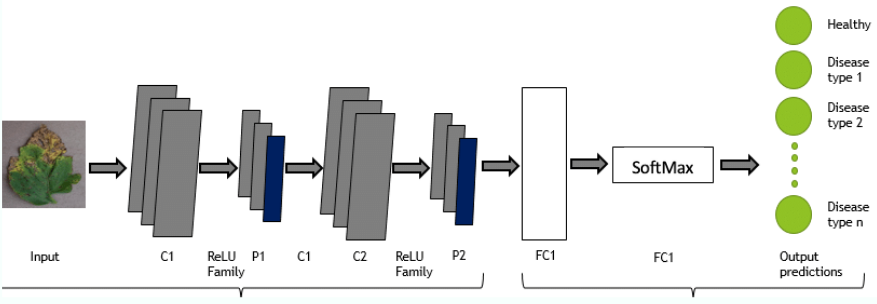 Healthy
Disease
type 1
Disease
type 2
SoftMax
Disease
type n
Input
C1
ReLU
Family
P1
C1
C2
ReLU
Family
P2
FC1
FC1
Output
predictions